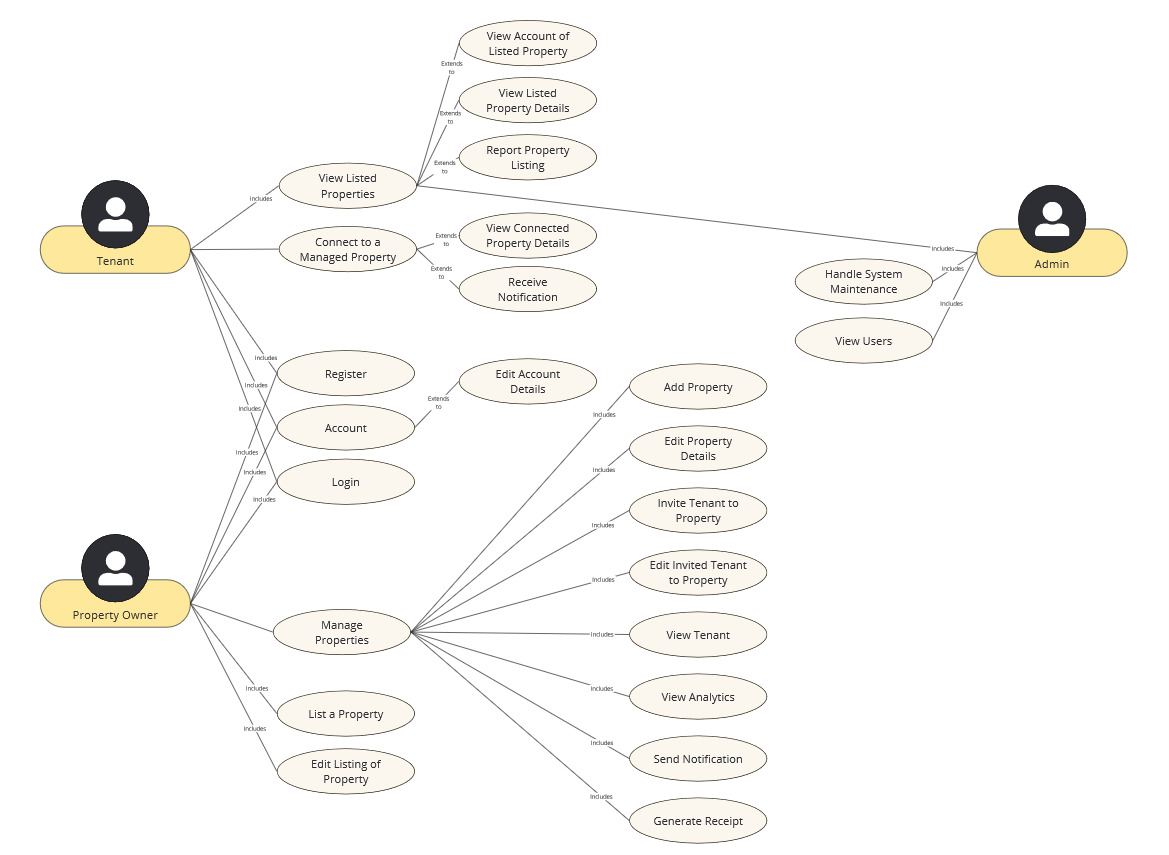 View Account of
Listed Property
Extends
to
View Listed
Property Details
Extends
to
Report Property
Listing
Extends
to
View Listed
Properties
Includes
Tenant
View Connected
Property Details
Extends
to
Connect to a
Managed Property
Extends
to
Receive
Notification
Includes
Admin
Handle System
Maintenance
Includes
View Users
Includes
Includes
Register
Includes
Account
Includes
Login
Extends
to
Edit Account
Details
Includes
Includes
Includes
Property Owner
Manage
Properties
Includes
Add Property
Includes
Edit Property
Details
Includes
Invite Tenant to
Property
Includes
Edit Invited Tenant
to Property
Includes
View Tenant
Includes
View Analytics
Includes
Send Notification
Includes
Generate Receipt
Includes
List a Property
Includes
Edit Listing of
Property